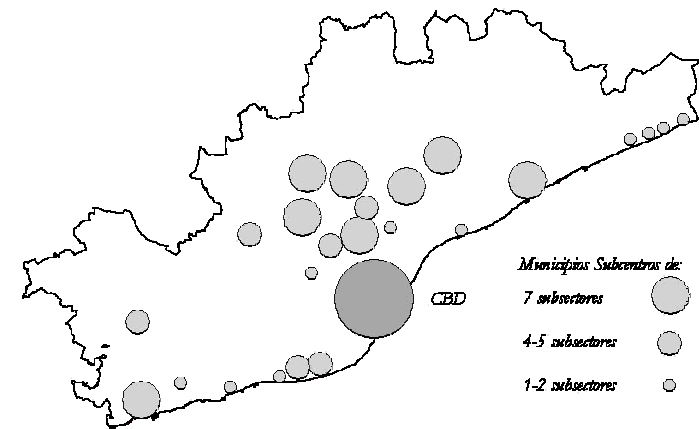 Municipios Subcentros de:
CBD
7 subsectores
4-5 subsectores
1-2 subsectores